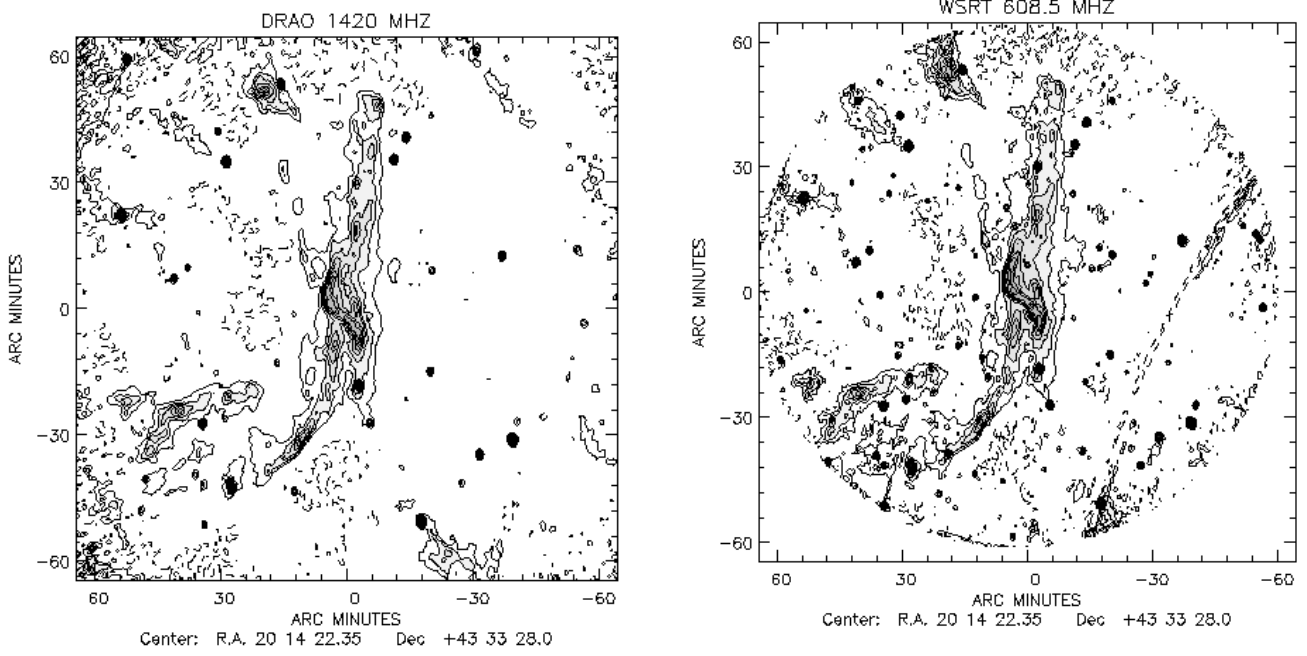 DRAO 1420 MHZ
60
30
0
−30
−60
ARC MINUTES
60 30 0 −30 −60
ARC MINUTES
Center: R.A. 20 14 22.35 Dec +43 33 28.0
WSRT 608.5 MHZ
60
30
0
−30
−60
ARC MINUTES
60 30 0 −30 −60
ARC MINUTES
Center: R.A. 20 14 22.35 Dec +43 33 28.0